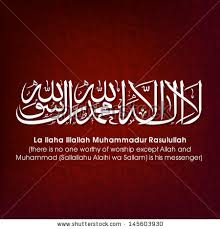 لا إله إلا الله محمد رسول الله
La Ilaha Illallah Muhammadur Rasulullah
(there is no one worthy of worship except Allah and
Muhammad (Sallallahu Alaihi wa Sallam) is his messenger)
shutterstock
www.shutterstock.com · 145603930